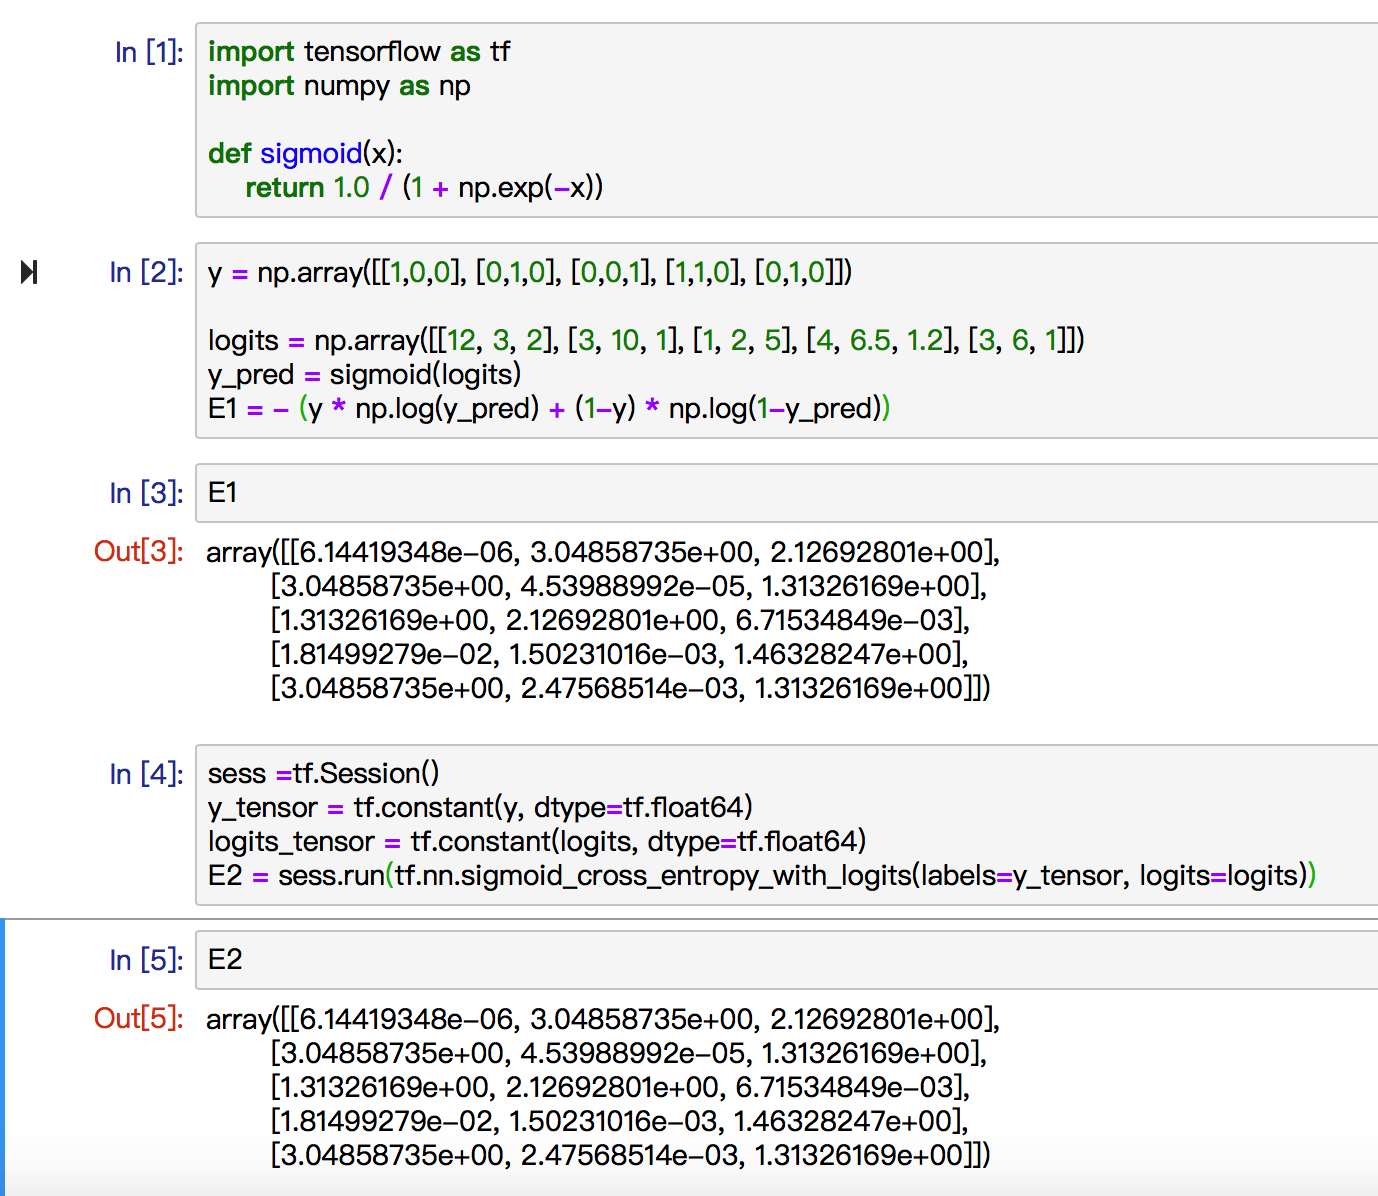 In [1]: import tensorflow as tf
import numpy as np
def sigmoid(x):
return 1.0 / (1 + np.exp(−x))
In [2]: y = np.array([[1,0,0], [0,1,0], [0,0,1], [1,1,0], [0,1,0]])
logits = np.array([[12, 3, 2], [3, 10, 1], [1, 2, 5], [4, 6.5, 1.2], [3, 6, 1]])
y_pred = sigmoid(logits)
E1 = − (y * np.log(y_pred) + (1−y) * np.log(1−y_pred))
In [3]: E1
Out[3]: array([[6.14419348e−06, 3.04858735e+00, 2.12692801e+00],
[3.04858735e+00, 4.53988992e−05, 1.31326169e+00],
[1.31326169e+00, 2.12692801e+00, 6.71534849e−03],
[1.81499279e−02, 1.50231016e−03, 1.46328247e+00],
[3.04858735e+00, 2.47568514e−03, 1.31326169e+00]])
In [4]: sess =tf.Session()
y_tensor = tf.constant(y, dtype=tf.float64)
logits_tensor = tf.constant(logits, dtype=tf.float64)
E2 = sess.run(tf.nn.sigmoid_cross_entropy_with_logits(labels=y_tensor, logits=logits))
In [5]: E2
Out[5]: array([[6.14419348e−06, 3.04858735e+00, 2.12692801e+00],
[3.04858735e+00, 4.53988992e−05, 1.31326169e+00],
[1.31326169e+00, 2.12692801e+00, 6.71534849e−03],
[1.81499279e−02, 1.50231016e−03, 1.46328247e+00],
[3.04858735e+00, 2.47568514e−03, 1.31326169e+00]])